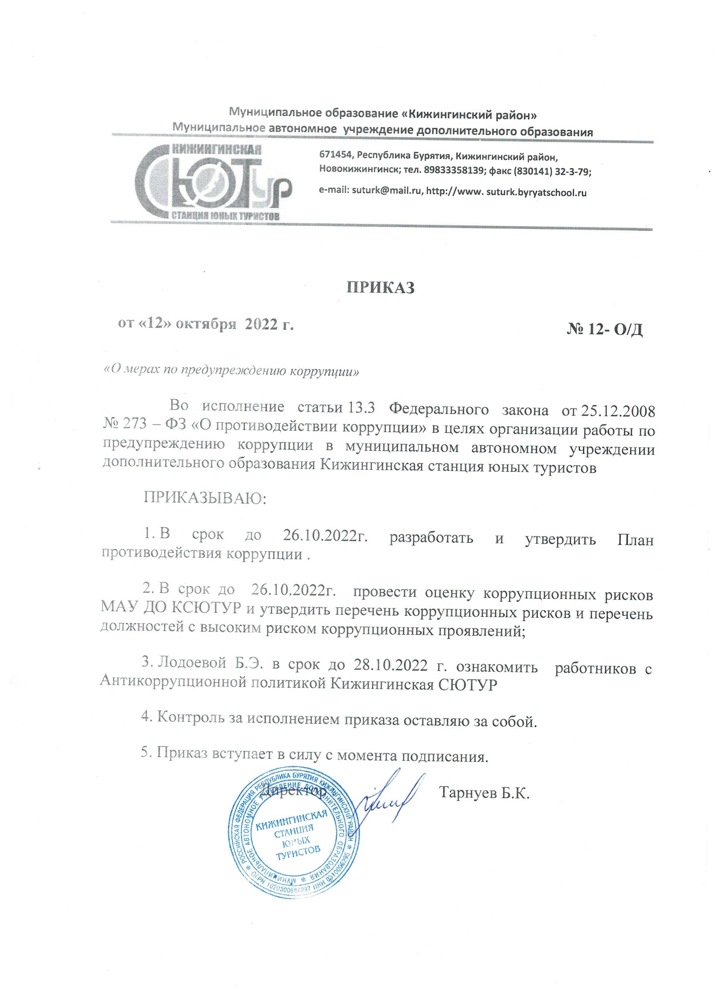 Муниципальное образование «Кижингинский район»
Муниципальное автономное учреждение дополнительного образования
КИЖИНГИНСКАЯ
СЮТур
СТАНЦИЯ ЮНЫХ ТУРИСТОВ
671454, Республика Бурятия, Кижингинский район,
Новокижингинск; тел. 89833358139; факс (830141) 32-3-79;
e-mail: suturk@mail.ru, http://www. suturk.byryatschool.ru
ПРИКАЗ
от «12» октября 2022 г. № 12- О/Д
«О мерах по предупреждению коррупции»
Во исполнение статьи 13.3 Федерального закона от 25.12.2008
№ 273 – ФЗ «О противодействии коррупции» в целях организации работы по
предупреждению коррупции в муниципальном автономном учреждении
дополнительного образования Кижингинская станция юных туристов
ПРИКАЗЫВАЮ:
1. В срок до 26.10.2022г. разработать и утвердить План
противодействия коррупции .
2. В срок до 26.10.2022г. провести оценку коррупционных рисков
МАУ ДО КСЮТУР и утвердить перечень коррупционных рисков и перечень
должностей с высоким риском коррупционных проявлений;
3. Лодоевой Б.Э. в срок до 28.10.2022 г. ознакомить работников с
Антикоррупционной политикой Кижингинская СЮТУР
4. Контроль за исполнением приказа оставляю за собой.
5. Приказ вступает в силу с момента подписания.
Директор Тарнуев Б.К.
РОССИЙСКАЯ ФЕДЕРАЦИЯ РЕСПУБЛИКА БУРЯТИЯ КИЖИНГИНСКИЙ РАЙОН
МУНИЦИПАЛЬНОЕ АВТОНОМНОЕ УЧРЕЖДЕНИЕ ДОПОЛНИТЕЛЬНОГО ОБРАЗОВАНИЯ
КИЖИНГИНСКАЯ
СТАНЦИЯ
ЮНЫХ
ТУРИСТОВ
ОГРН ИНН